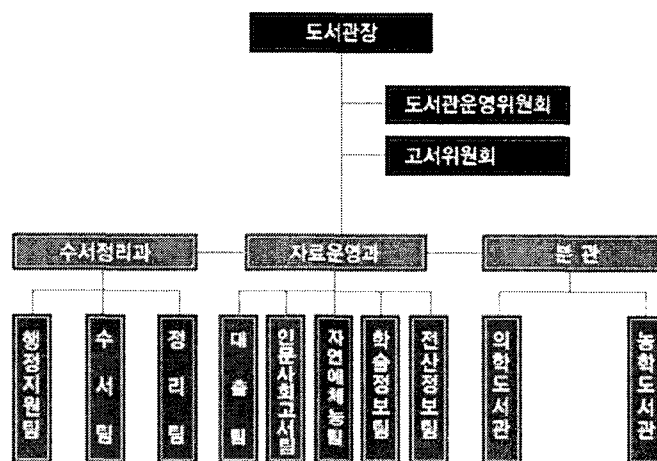 도서관장
도서관운영위원회
고서위원회
수서정리과
자료운영과
분관
행정지원팀
수서팀
정리팀
대출팀
인문사회고서팀
자연예체농팀
학술정보팀
전산정보팀
의학도서관
농학도서관